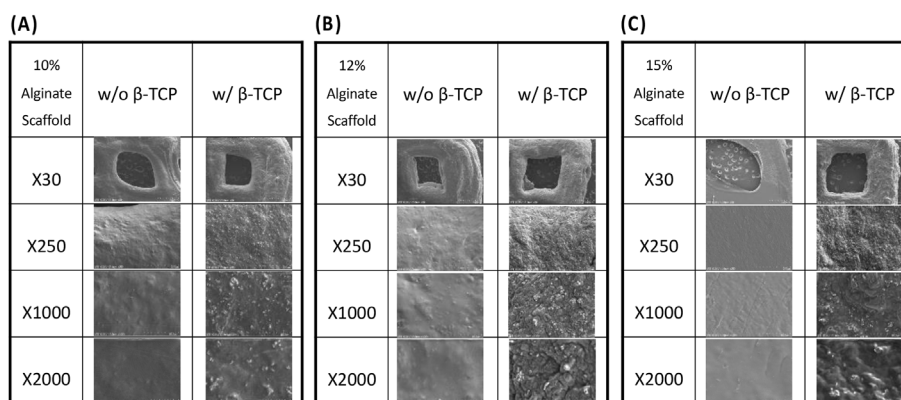 (A)
10%
Alginate
Scaffold
w/o β-TCP
w/ β-TCP
X30
X250
X1000
X2000
(B)
12%
Alginate
Scaffold
w/o β-TCP
w/ β-TCP
X30
X250
X1000
X2000
(C)
15%
Alginate
Scaffold
w/o β-TCP
w/ β-TCP
X30
X250
X1000
X2000